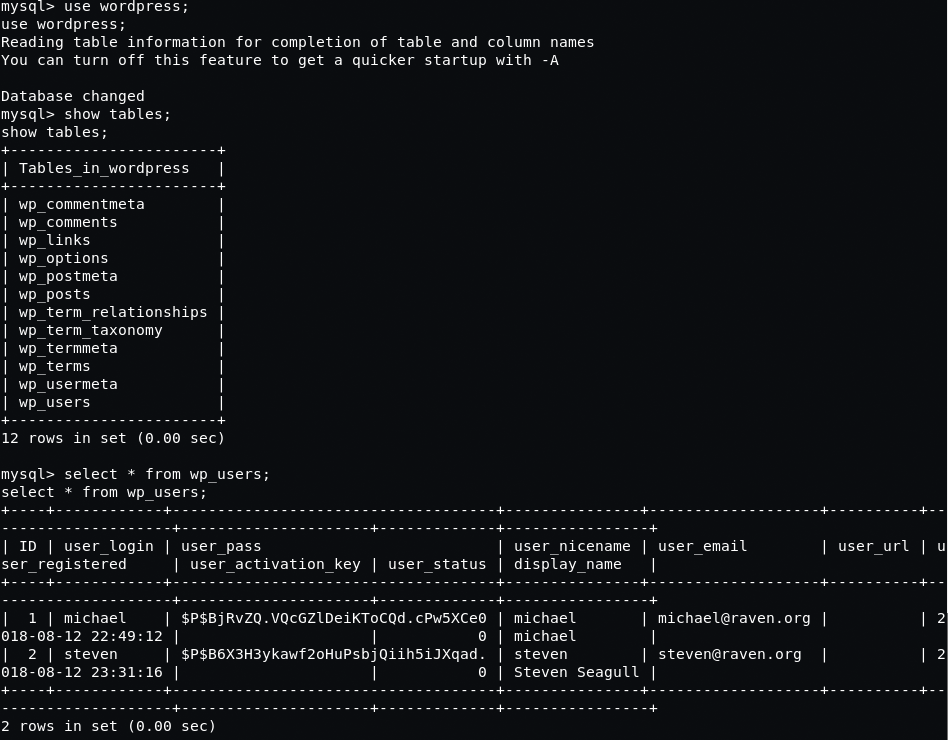 mysql> use wordpress;
use wordpress;
Reading table information for completion of table and column names
You can turn off this feature to get a quicker startup with -A

Database changed
mysql> show tables;
show tables;
+-----------------------+
| Tables_in_wordpress   |
+-----------------------+
| wp_commentmeta        |
| wp_comments           |
| wp_links              |
| wp_options            |
| wp_postmeta           |
| wp_posts              |
| wp_term_relationships |
| wp_term_taxonomy      |
| wp_termmeta           |
| wp_terms              |
| wp_usermeta           |
| wp_users              |
+-----------------------+
12 rows in set (0.00 sec)

mysql> select * from wp_users;
select * from wp_users;
+----+------------+------------------------------------+---------------+-------------------+----------+--
-------------------+---------------------+-------------+----------------+
| ID | user_login | user_pass                          | user_nicename | user_email        | user_url | u
ser_registered     | user_activation_key | user_status | display_name   |
+----+------------+------------------------------------+---------------+-------------------+----------+--
-------------------+---------------------+-------------+----------------+
|  1 | michael    | $P$BjRvZQ.VQcGZlDeiKToCQd.cPw5XCe0 | michael       | michael@raven.org |          | 2
018-08-12 22:49:12 |                     |           0 | michael        |
|  2 | steven     | $P$B6X3H3ykawf2oHuPsbjQiih5iJXqad. | steven        | steven@raven.org  |          | 2
018-08-12 23:31:16 |                     |           0 | Steven Seagull |
+----+------------+------------------------------------+---------------+-------------------+----------+--
-------------------+---------------------+-------------+----------------+
2 rows in set (0.00 sec)